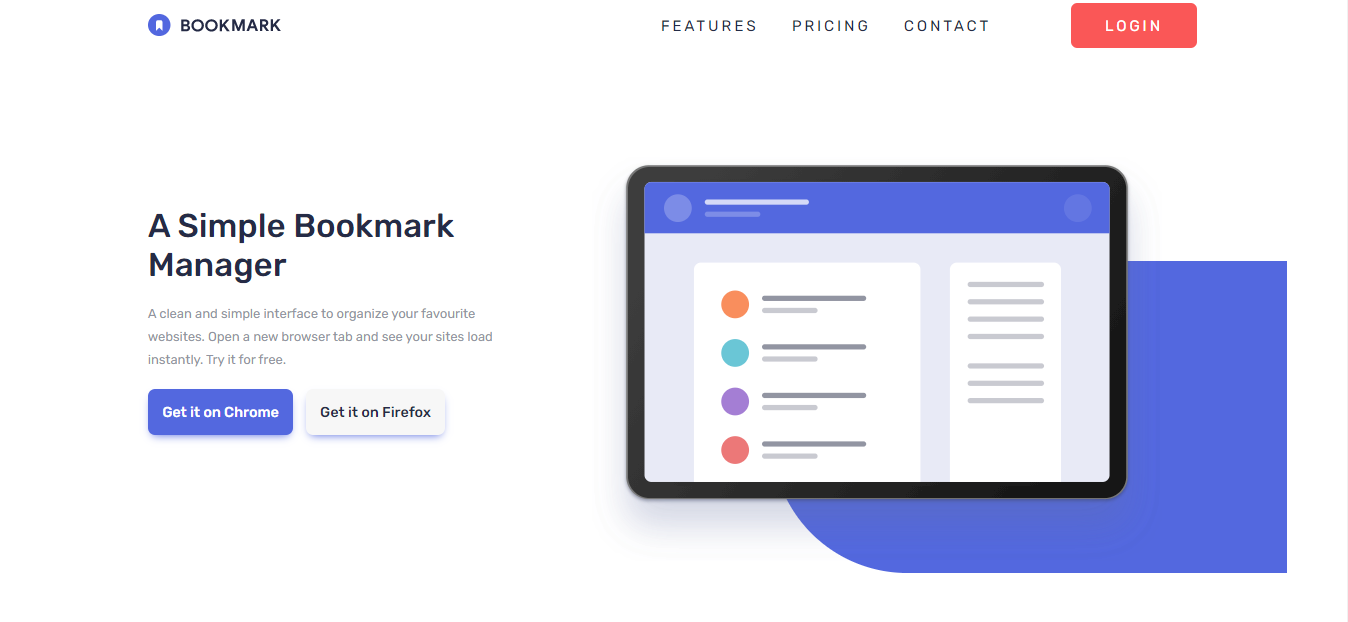 BOOKMARK
FEATURES
PRICING
CONTACT
LOGIN
A Simple Bookmark
Manager
A clean and simple interface to organize your favourite
websites. Open a new browser tab and see your sites load
instantly. Try it for free.
Get it on Chrome
Get it on Firefox